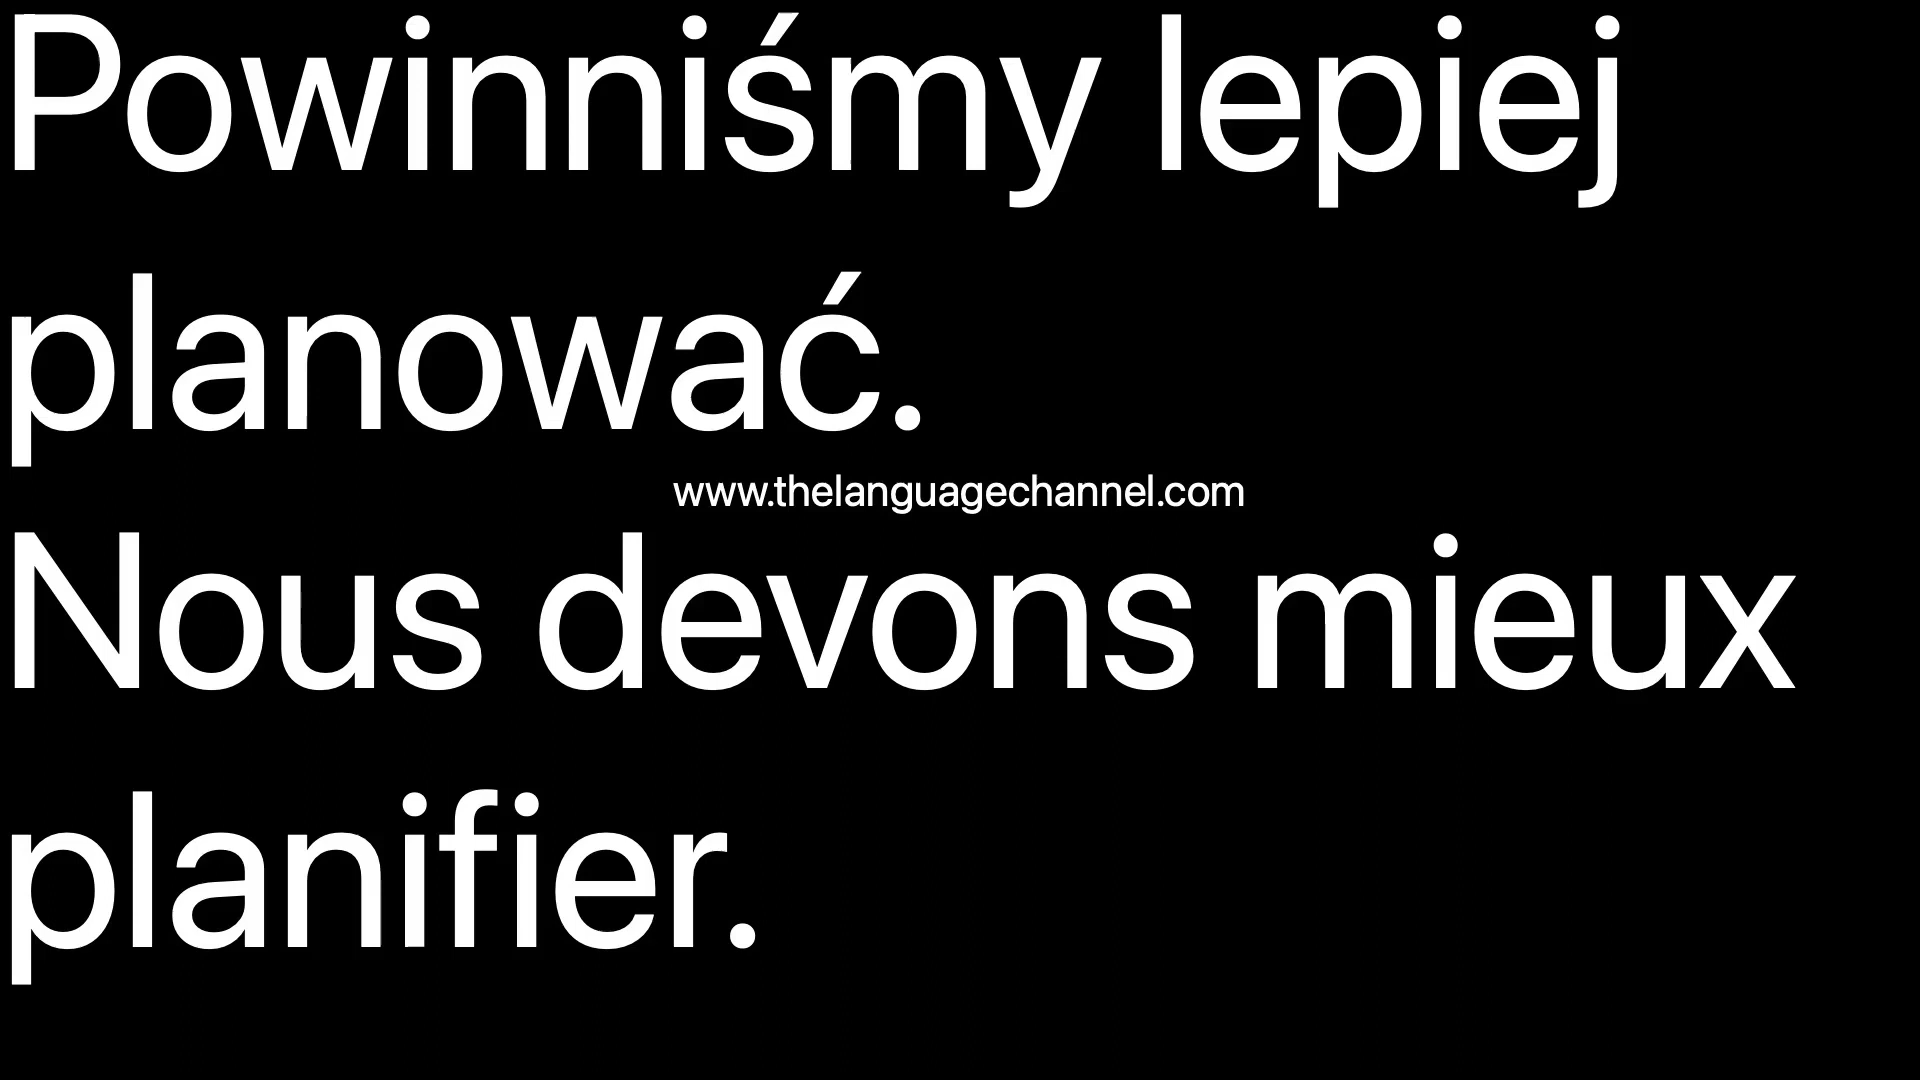 Powinniśmy lepiej
planować.
www.thelanguagechannel.com
Nous devons mieux
planifier.